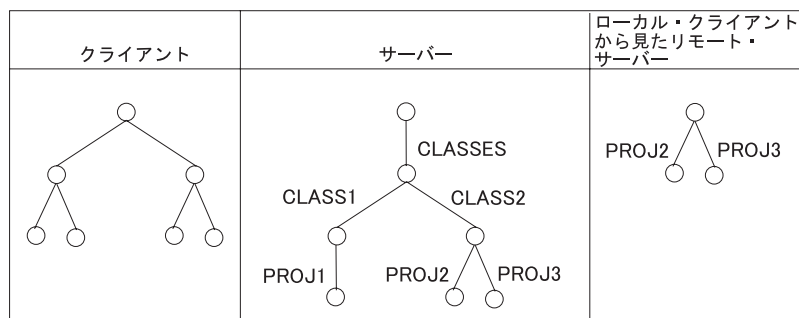 クライアント
サーバー
ローカル・クライアント
から見たリモート・
サーバー
CLASSES
CLASS1
CLASS2
PROJ1
PROJ2
PROJ3
PROJ2
PROJ3